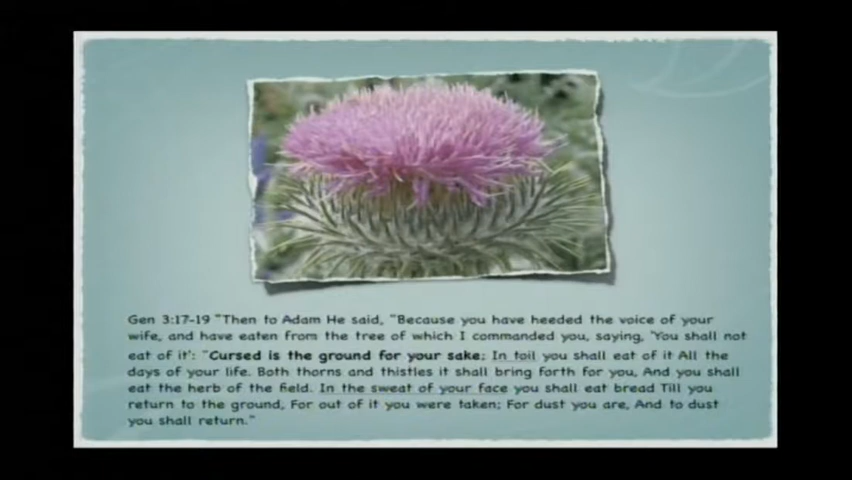 Gen 3:17-19 "Then to Adam He said, "Because you have heeded the voice of your
wife, and have eaten from the tree of which I commanded you, saying, 'You shall not
eat of it': "Cursed is the ground for your sake; In toil you shall eat of it All the
days of your life. Both thorns and thistles it shall bring forth for you, And you shall
eat the herb of the field. In the sweat of your face you shall eat bread Till you
return to the ground, For out of it you were taken; For dust you are, And to dust
you shall return."